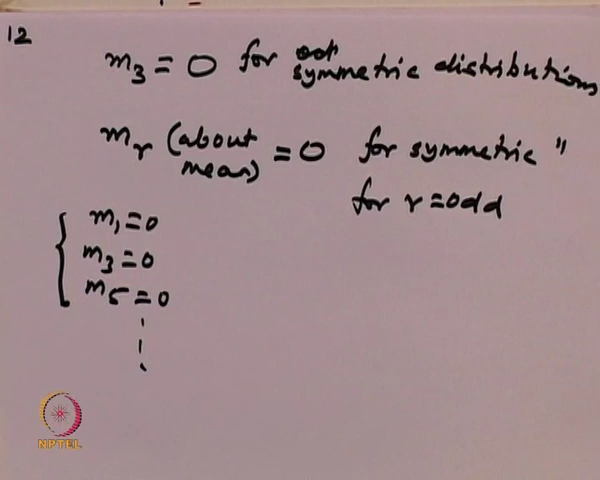 12
m₃ = 0 for symmetric distributions
mᵣ (about mean) = 0 for symmetric "
for r = odd
m₁ = 0
m₃ = 0
m₅ = 0
NPTEL